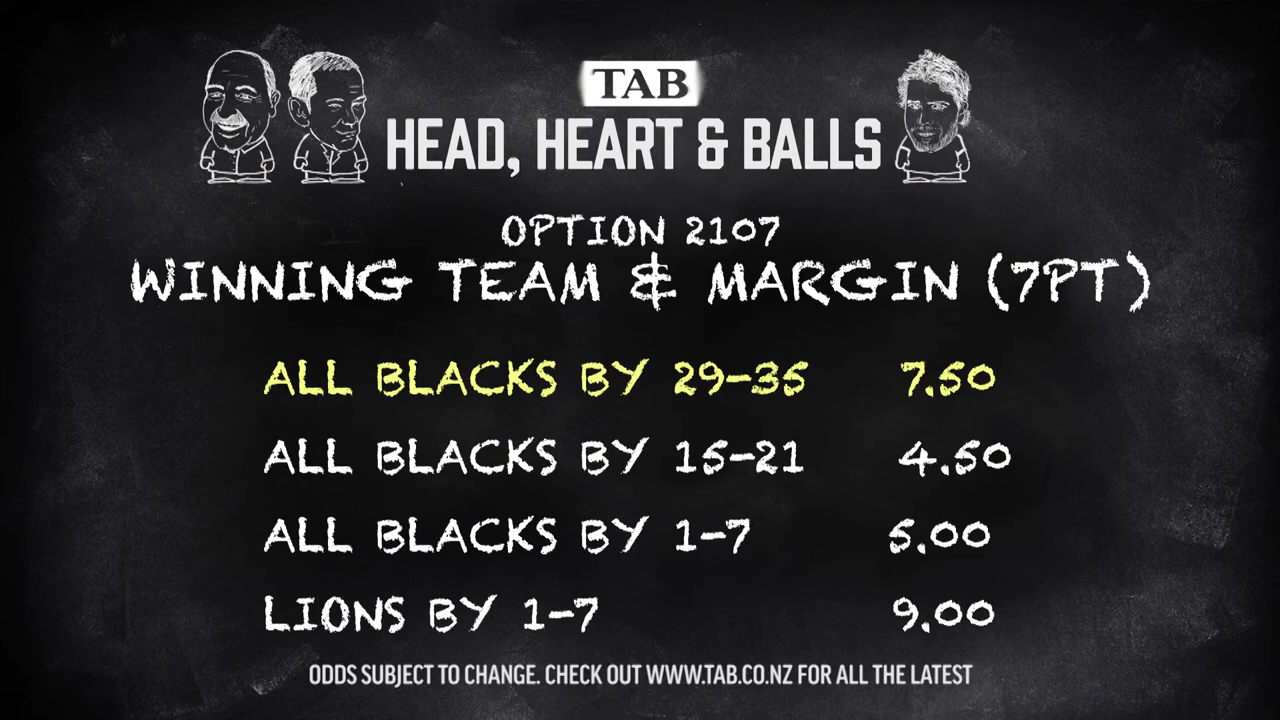 TAB
HEAD, HEART & BALLS
OPTION 2107
WINNING TEAM & MARGIN (7PT)
ALL BLACKS BY 29-35 7.50
ALL BLACKS BY 15-21 4.50
ALL BLACKS BY 1-7 5.00
LIONS BY 1-7 9.00
ODDS SUBJECT TO CHANGE. CHECK OUT WWW.TAB.CO.NZ FOR ALL THE LATEST